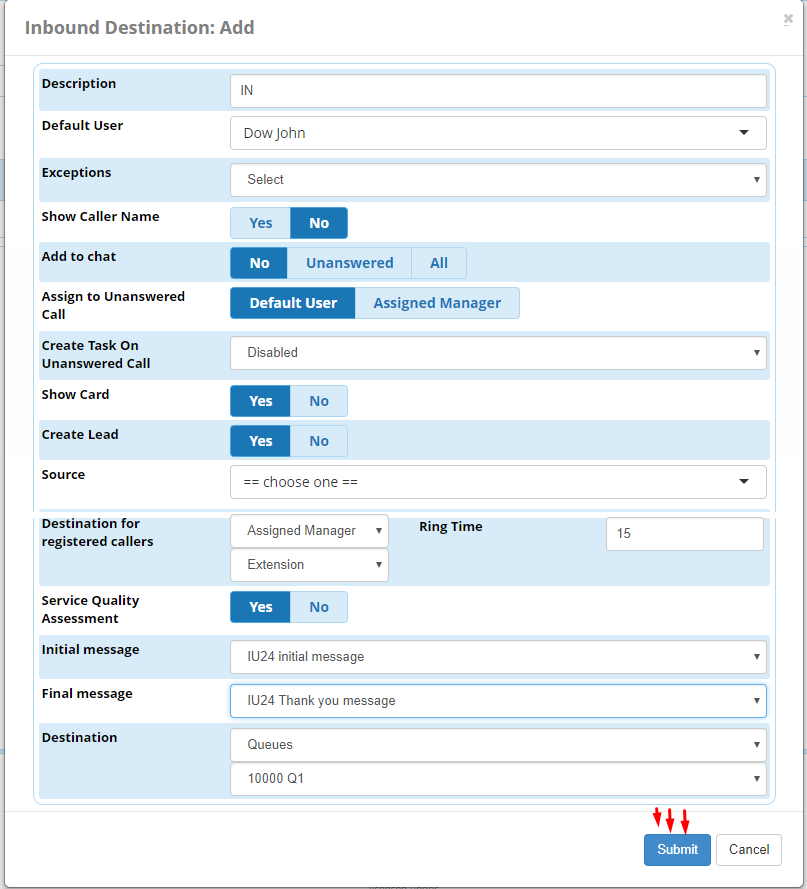 Inbound Destination: Add
Description
IN
Default User
Dow John
Exceptions
Select
Show Caller Name
Yes No
Add to chat
No Unanswered All
Assign to Unanswered
Call
Default User Assigned Manager
Create Task On
Unanswered Call
Disabled
Show Card
Yes No
Create Lead
Yes No
Source
== choose one ==
Destination for
registered callers
Assigned Manager
Extension
Ring Time
15
Service Quality
Assessment
Yes No
Initial message
IU24 initial message
Final message
IU24 Thank you message
Destination
Queues
10000 Q1
Submit Cancel